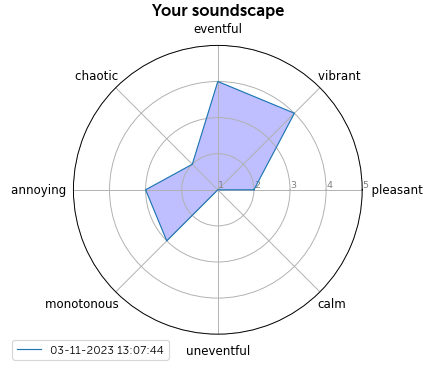 Your soundscape
eventful
chaotic
vibrant
annoying
1
2
3
4
5
pleasant
monotonous
calm
03-11-2023 13:07:44
uneventful